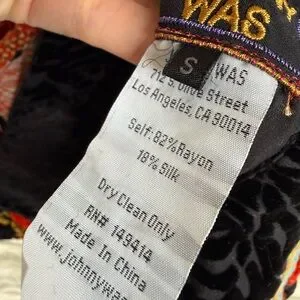 WAS
S
WAS
712 S. Olive Street
Los Angeles, CA 90014
Self: 82% Rayon
18% Silk
Dry Clean Only
RN# 149414
Made In China
www.johnnywas